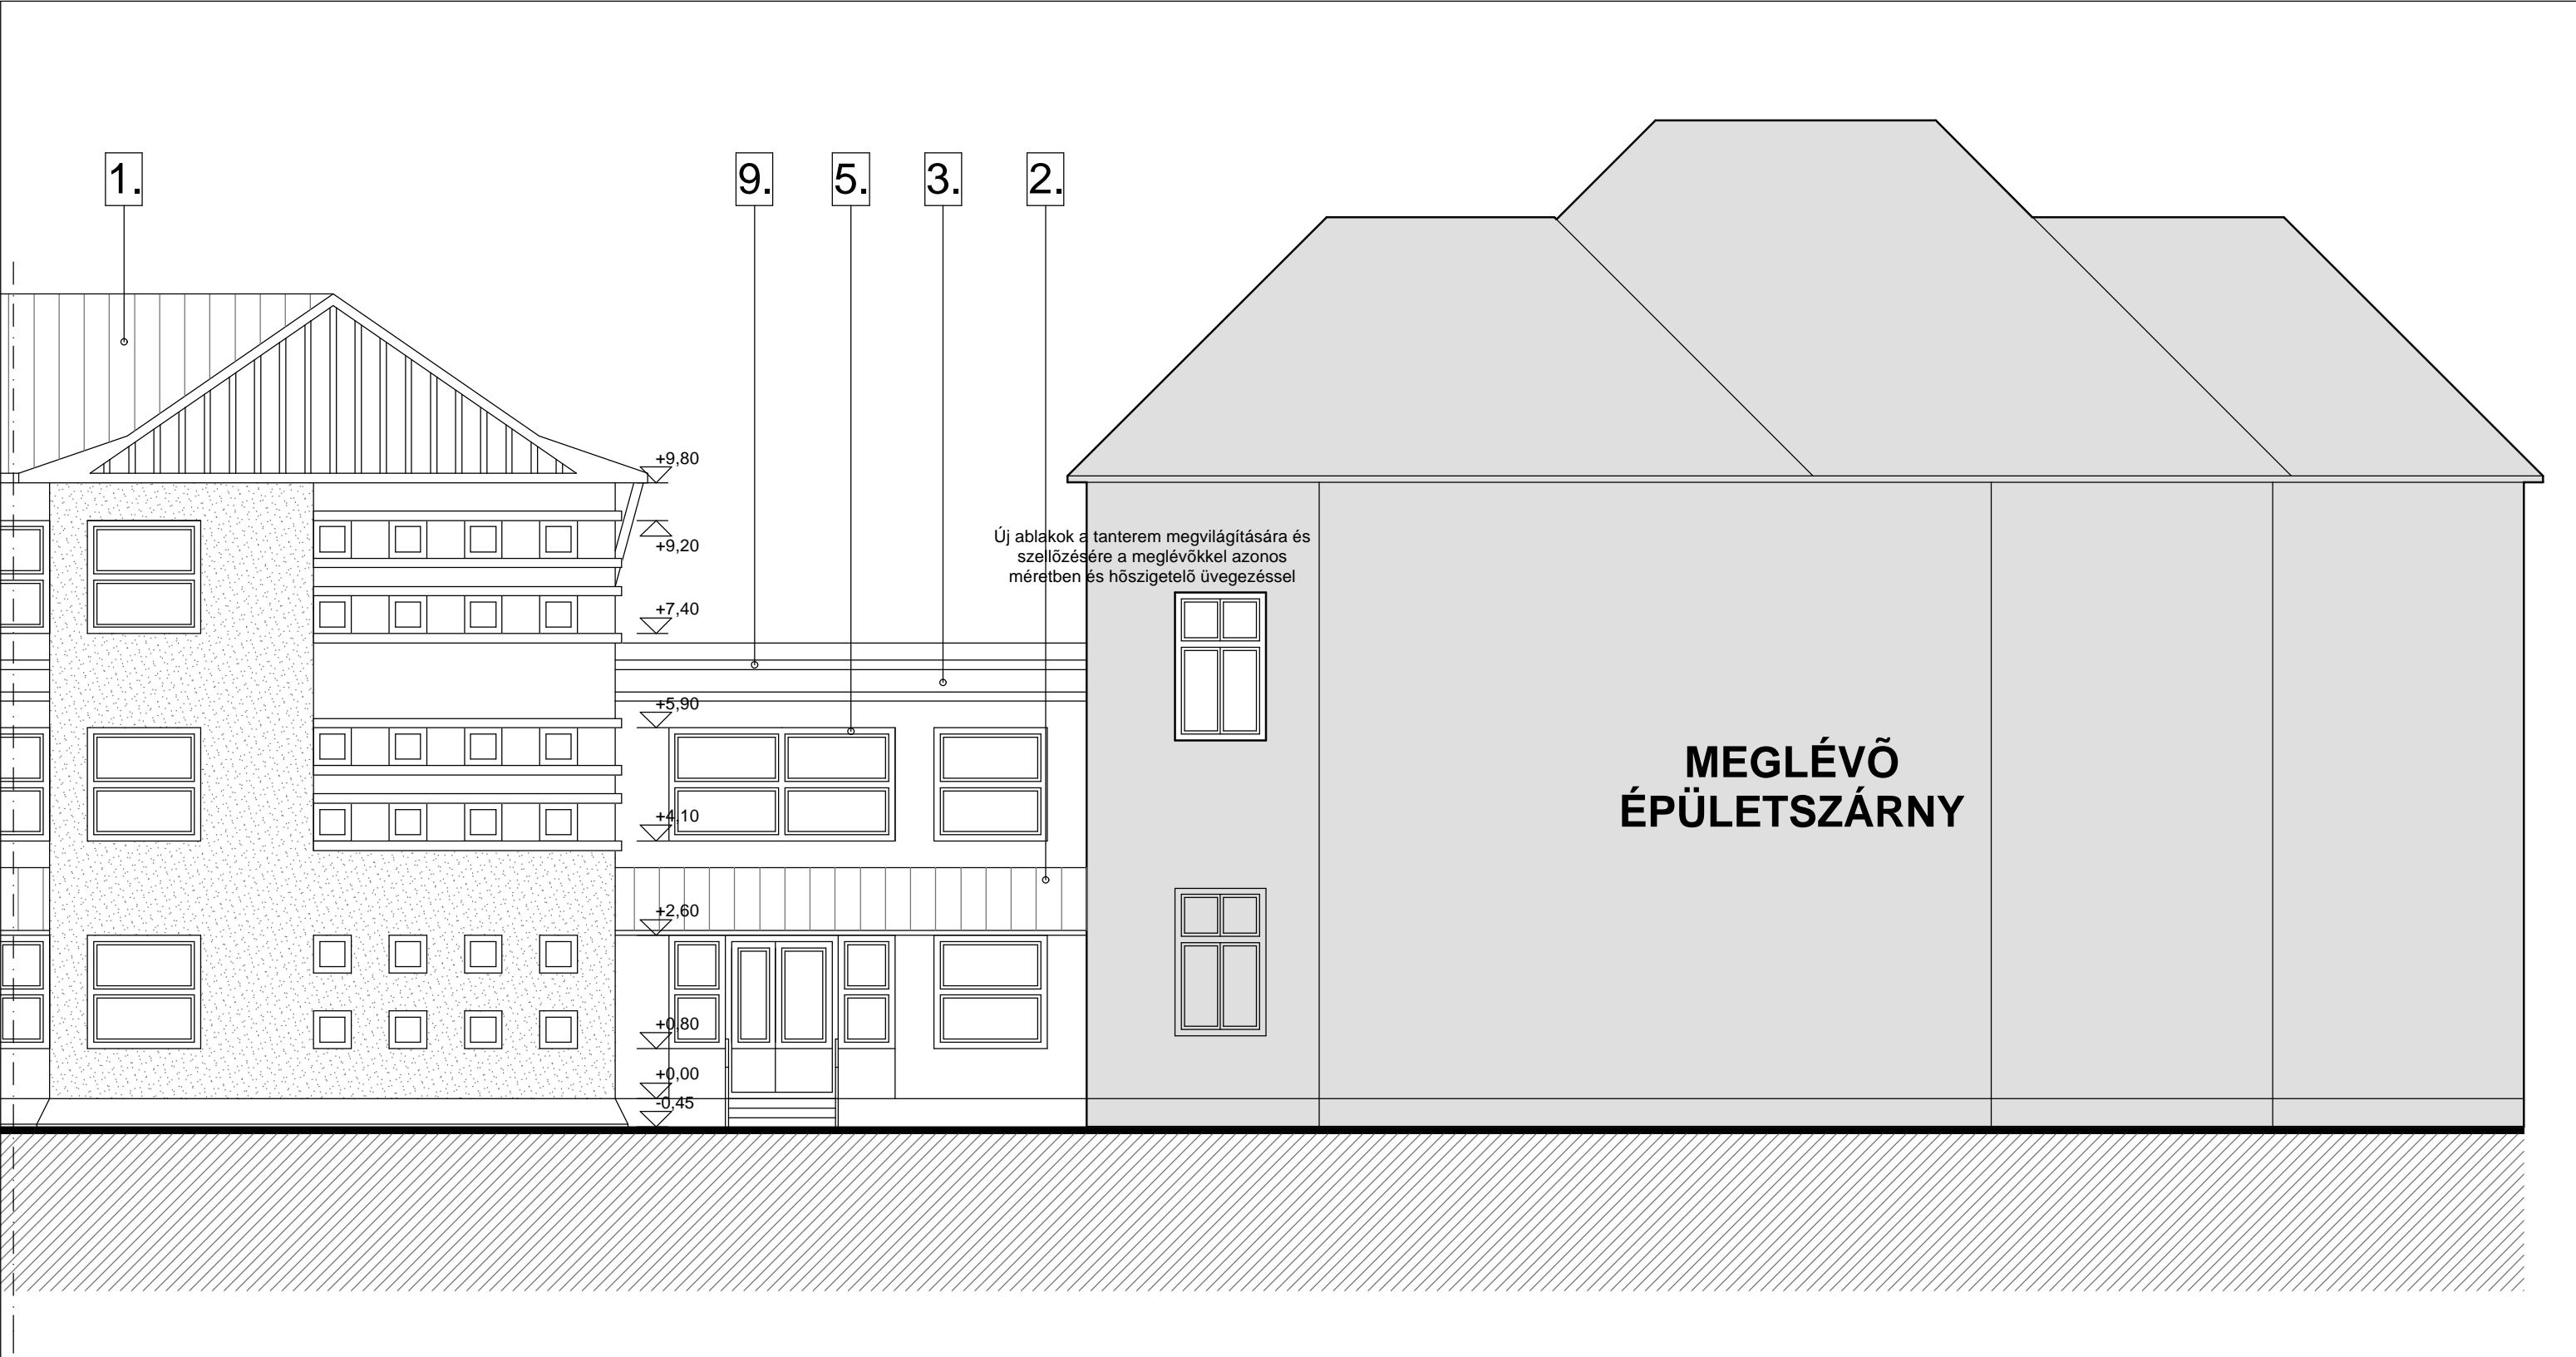 1.
9.
5.
3.
2.
+9,80
+9,20
+7,40
+5,90
+4,10
+2,60
+0,80
+0,00
-0,45
Új ablakok a tanterem megvilágítására és
szellõzésére a meglévõkkel azonos
méretben és hõszigetelõ üvegezéssel
MEGLÉVÕ
ÉPÜLETSZÁRNY